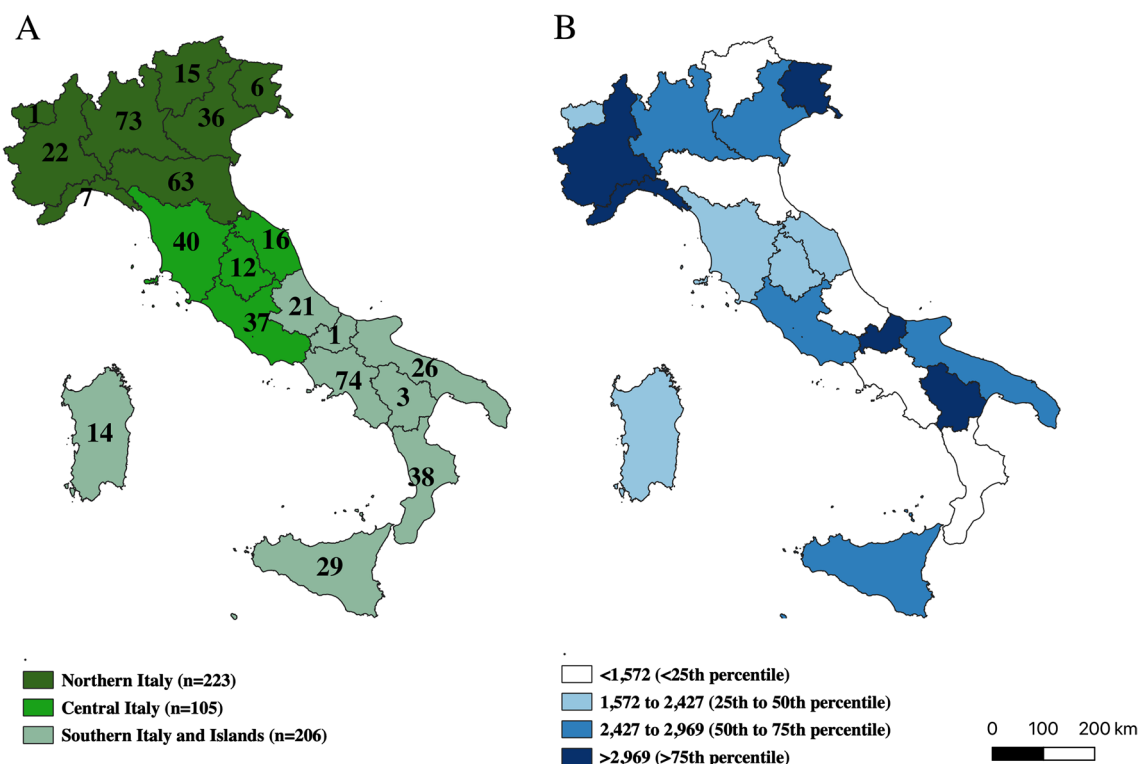 A
B
15
6
1
73
36
22
63
7
40
16
12
21
37
1
26
74
3
14
38
29
Northern Italy (n=223)
Central Italy (n=105)
Southern Italy and Islands (n=206)
<1,572 (<25th percentile)
1,572 to 2,427 (25th to 50th percentile)
2,427 to 2,969 (50th to 75th percentile)
>2,969 (>75th percentile)
0 100 200 km